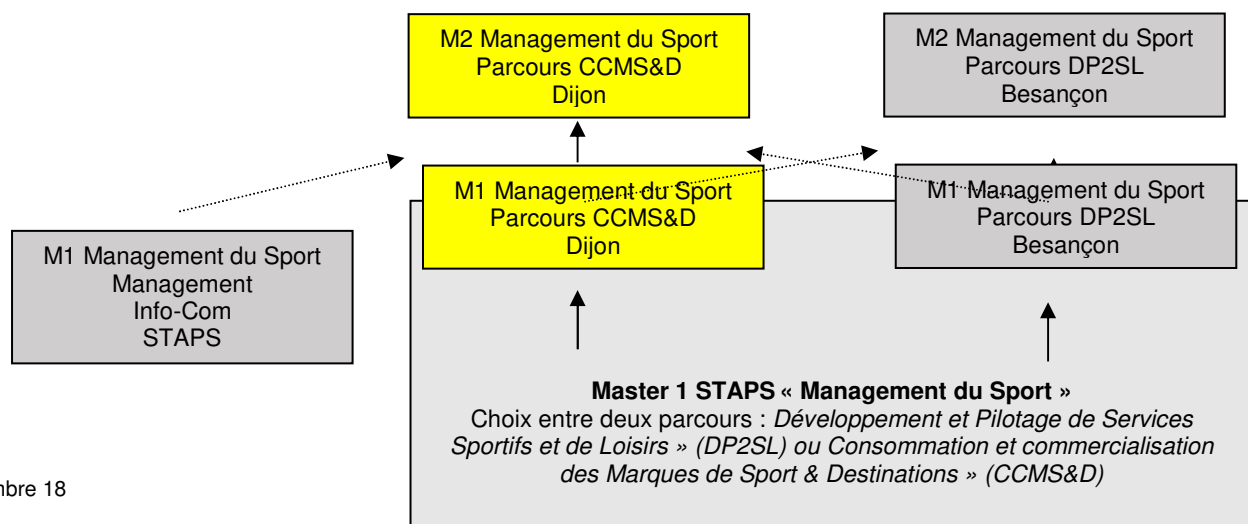 M2 Management du Sport
Parcours CCMS&D
Dijon
M2 Management du Sport
Parcours DP2SL
Besançon
M1 Management du Sport
Parcours CCMS&D
Dijon
M1 Management du Sport
Parcours DP2SL
Besançon
M1 Management du Sport
Management
Info-Com
STAPS
Master 1 STAPS « Management du Sport »
Choix entre deux parcours : Développement et Pilotage de Services
Sportifs et de Loisirs » (DP2SL) ou Consommation et commercialisation
des Marques de Sport & Destinations » (CCMS&D)
mbre 18